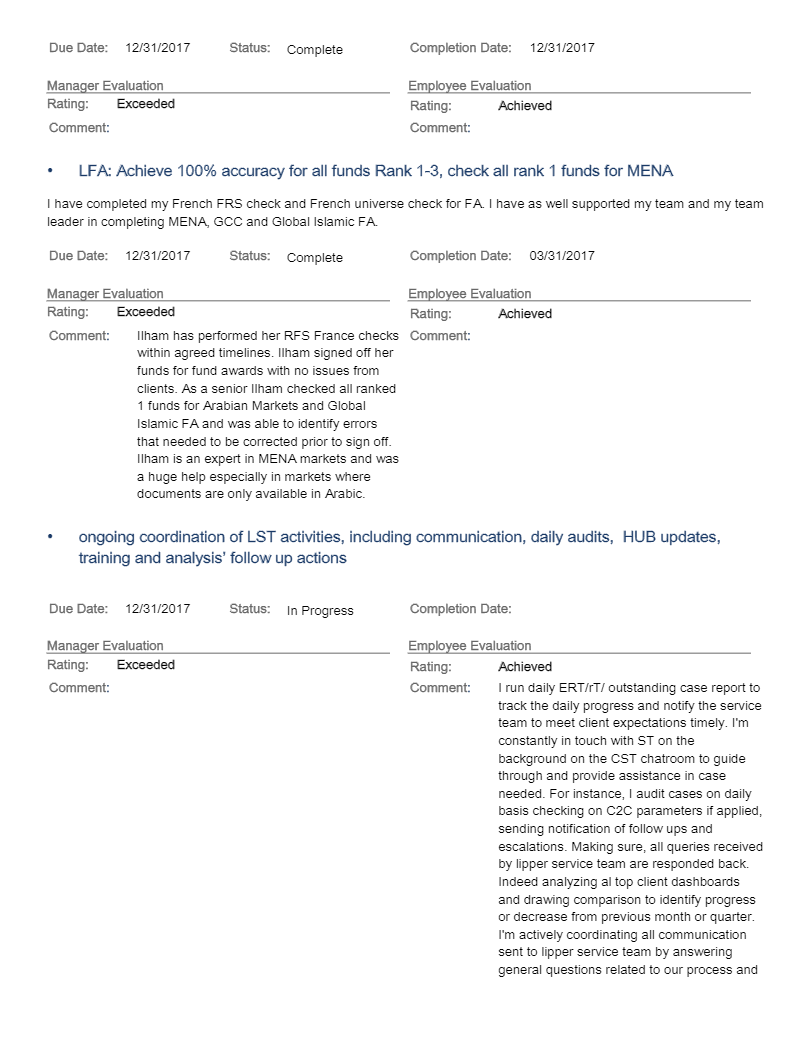 Due Date: 12/31/2017 Status: Complete Completion Date: 12/31/2017
Manager Evaluation Employee Evaluation
Rating: Exceeded Rating: Achieved
Comment: Comment:
• LFA: Achieve 100% accuracy for all funds Rank 1-3, check all rank 1 funds for MENA
I have completed my French FRS check and French universe check for FA. I have as well supported my team and my team
leader in completing MENA, GCC and Global Islamic FA.
Due Date: 12/31/2017 Status: Complete Completion Date: 03/31/2017
Manager Evaluation Employee Evaluation
Rating: Exceeded Rating: Achieved
Comment: Ilham has performed her RFS France checks Comment:
within agreed timelines. Ilham signed off her
funds for fund awards with no issues from
clients. As a senior Ilham checked all ranked
1 funds for Arabian Markets and Global
Islamic FA and was able to identify errors
that needed to be corrected prior to sign off.
Ilham is an expert in MENA markets and was
a huge help especially in markets where
documents are only available in Arabic.
• ongoing coordination of LST activities, including communication, daily audits, HUB updates,
training and analysis' follow up actions
Due Date: 12/31/2017 Status: In Progress Completion Date:
Manager Evaluation Employee Evaluation
Rating: Exceeded Rating: Achieved
Comment: Comment: I run daily ERT/rT/ outstanding case report to
track the daily progress and notify the service
team to meet client expectations timely. I'm
constantly in touch with ST on the
background on the CST chatroom to guide
through and provide assistance in case
needed. For instance, I audit cases on daily
basis checking on C2C parameters if applied,
sending notification of follow ups and
escalations. Making sure, all queries received
by lipper service team are responded back.
Indeed analyzing al top client dashboards
and drawing comparison to identify progress
or decrease from previous month or quarter.
I'm actively coordinating all communication
sent to lipper service team by answering
general questions related to our process and